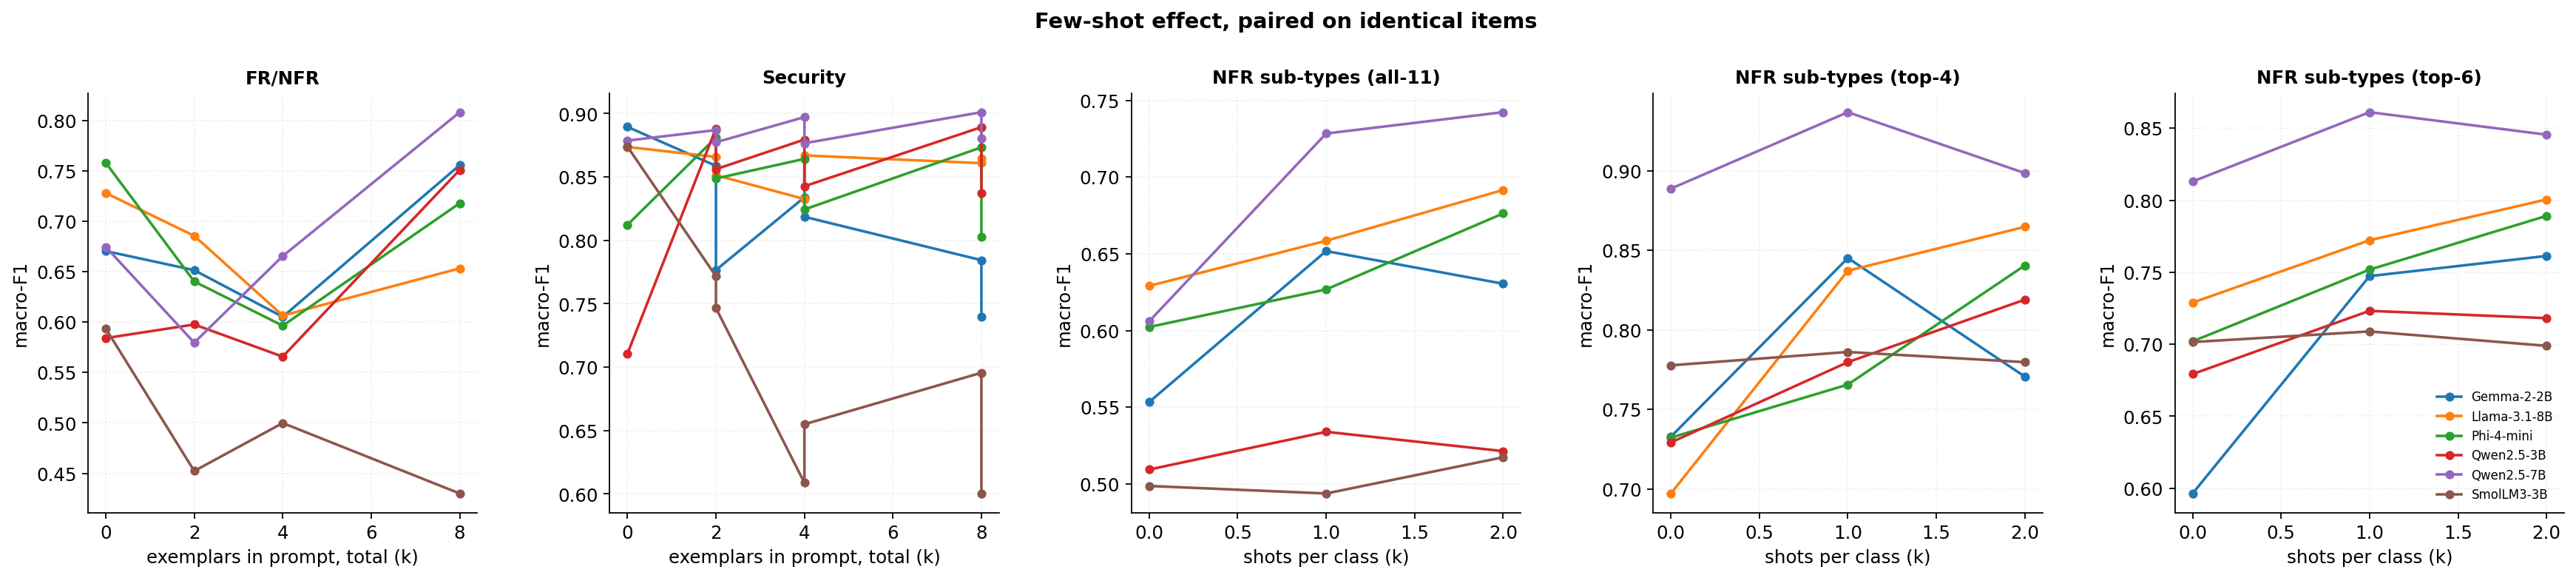 Few-shot effect, paired on identical items
FR/NFR
0.80
0.75
0.70
0.65
0.60
0.55
0.50
0.45
macro-F1
0 2 4 6 8
exemplars in prompt, total (k)
Security
0.90
0.85
0.80
0.75
0.70
0.65
0.60
macro-F1
0 2 4 6 8
exemplars in prompt, total (k)
NFR sub-types (all-11)
0.75
0.70
0.65
0.60
0.55
0.50
macro-F1
0.0 0.5 1.0 1.5 2.0
shots per class (k)
NFR sub-types (top-4)
0.90
0.85
0.80
0.75
0.70
macro-F1
0.0 0.5 1.0 1.5 2.0
shots per class (k)
NFR sub-types (top-6)
0.85
0.80
0.75
0.70
0.65
0.60
macro-F1
0.0 0.5 1.0 1.5 2.0
shots per class (k)
Gemma-2-2B
Llama-3.1-8B
Phi-4-mini
Qwen2.5-3B
Qwen2.5-7B
SmolLM3-3B